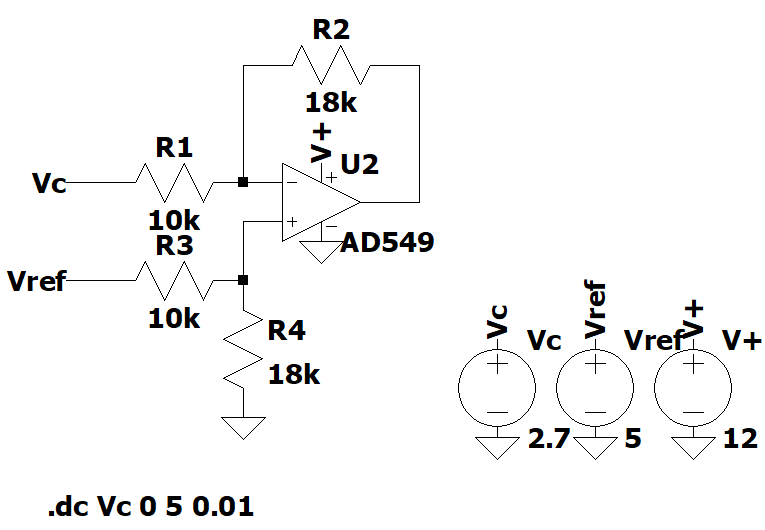 R2
18k
V+
U2
R1
Vc
10k
AD549
R3
Vref
10k
R4
18k
Vc
Vref
V+
Vc
Vref
V+
2.7
5
12
.dc Vc 0 5 0.01